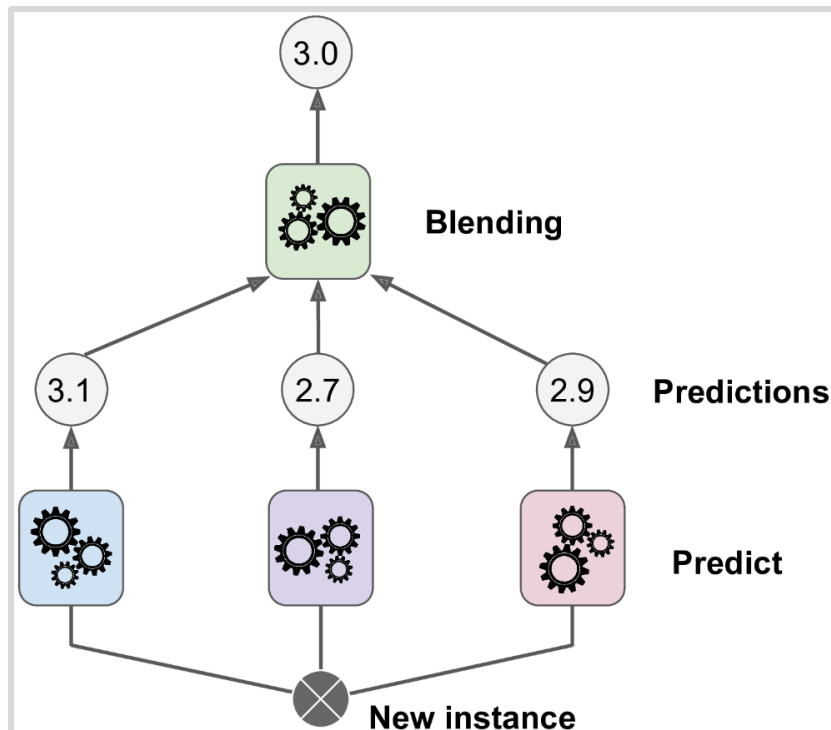 3.0
Blending
3.1
2.7
2.9
Predictions
Predict
New instance